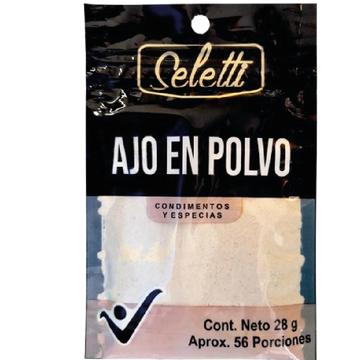 Seletti
AJO EN POLVO
CONDIMENTOS
Y ESPECIAS
Cont. Neto 28 g
Aprox. 56 Porciones